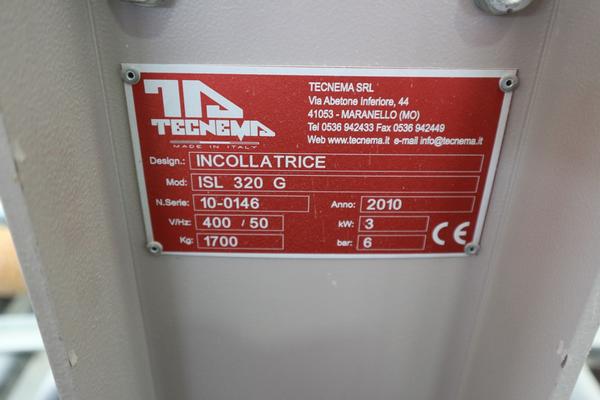 TECNEMA
MADE IN ITALY
TECNEMA SRL
Via Abetone Inferiore, 44
41053 - MARANELLO (MO)
Tel 0536 942433 Fax 0536 942449
Web www.tecnema.it e-mail info@tecnema.it
Design.: INCOLLATRICE
Mod: ISL 320 G
N.Serie: 10-0146 Anno: 2010
V/Hz: 400 / 50 kW: 3
Kg: 1700 bar: 6 CE